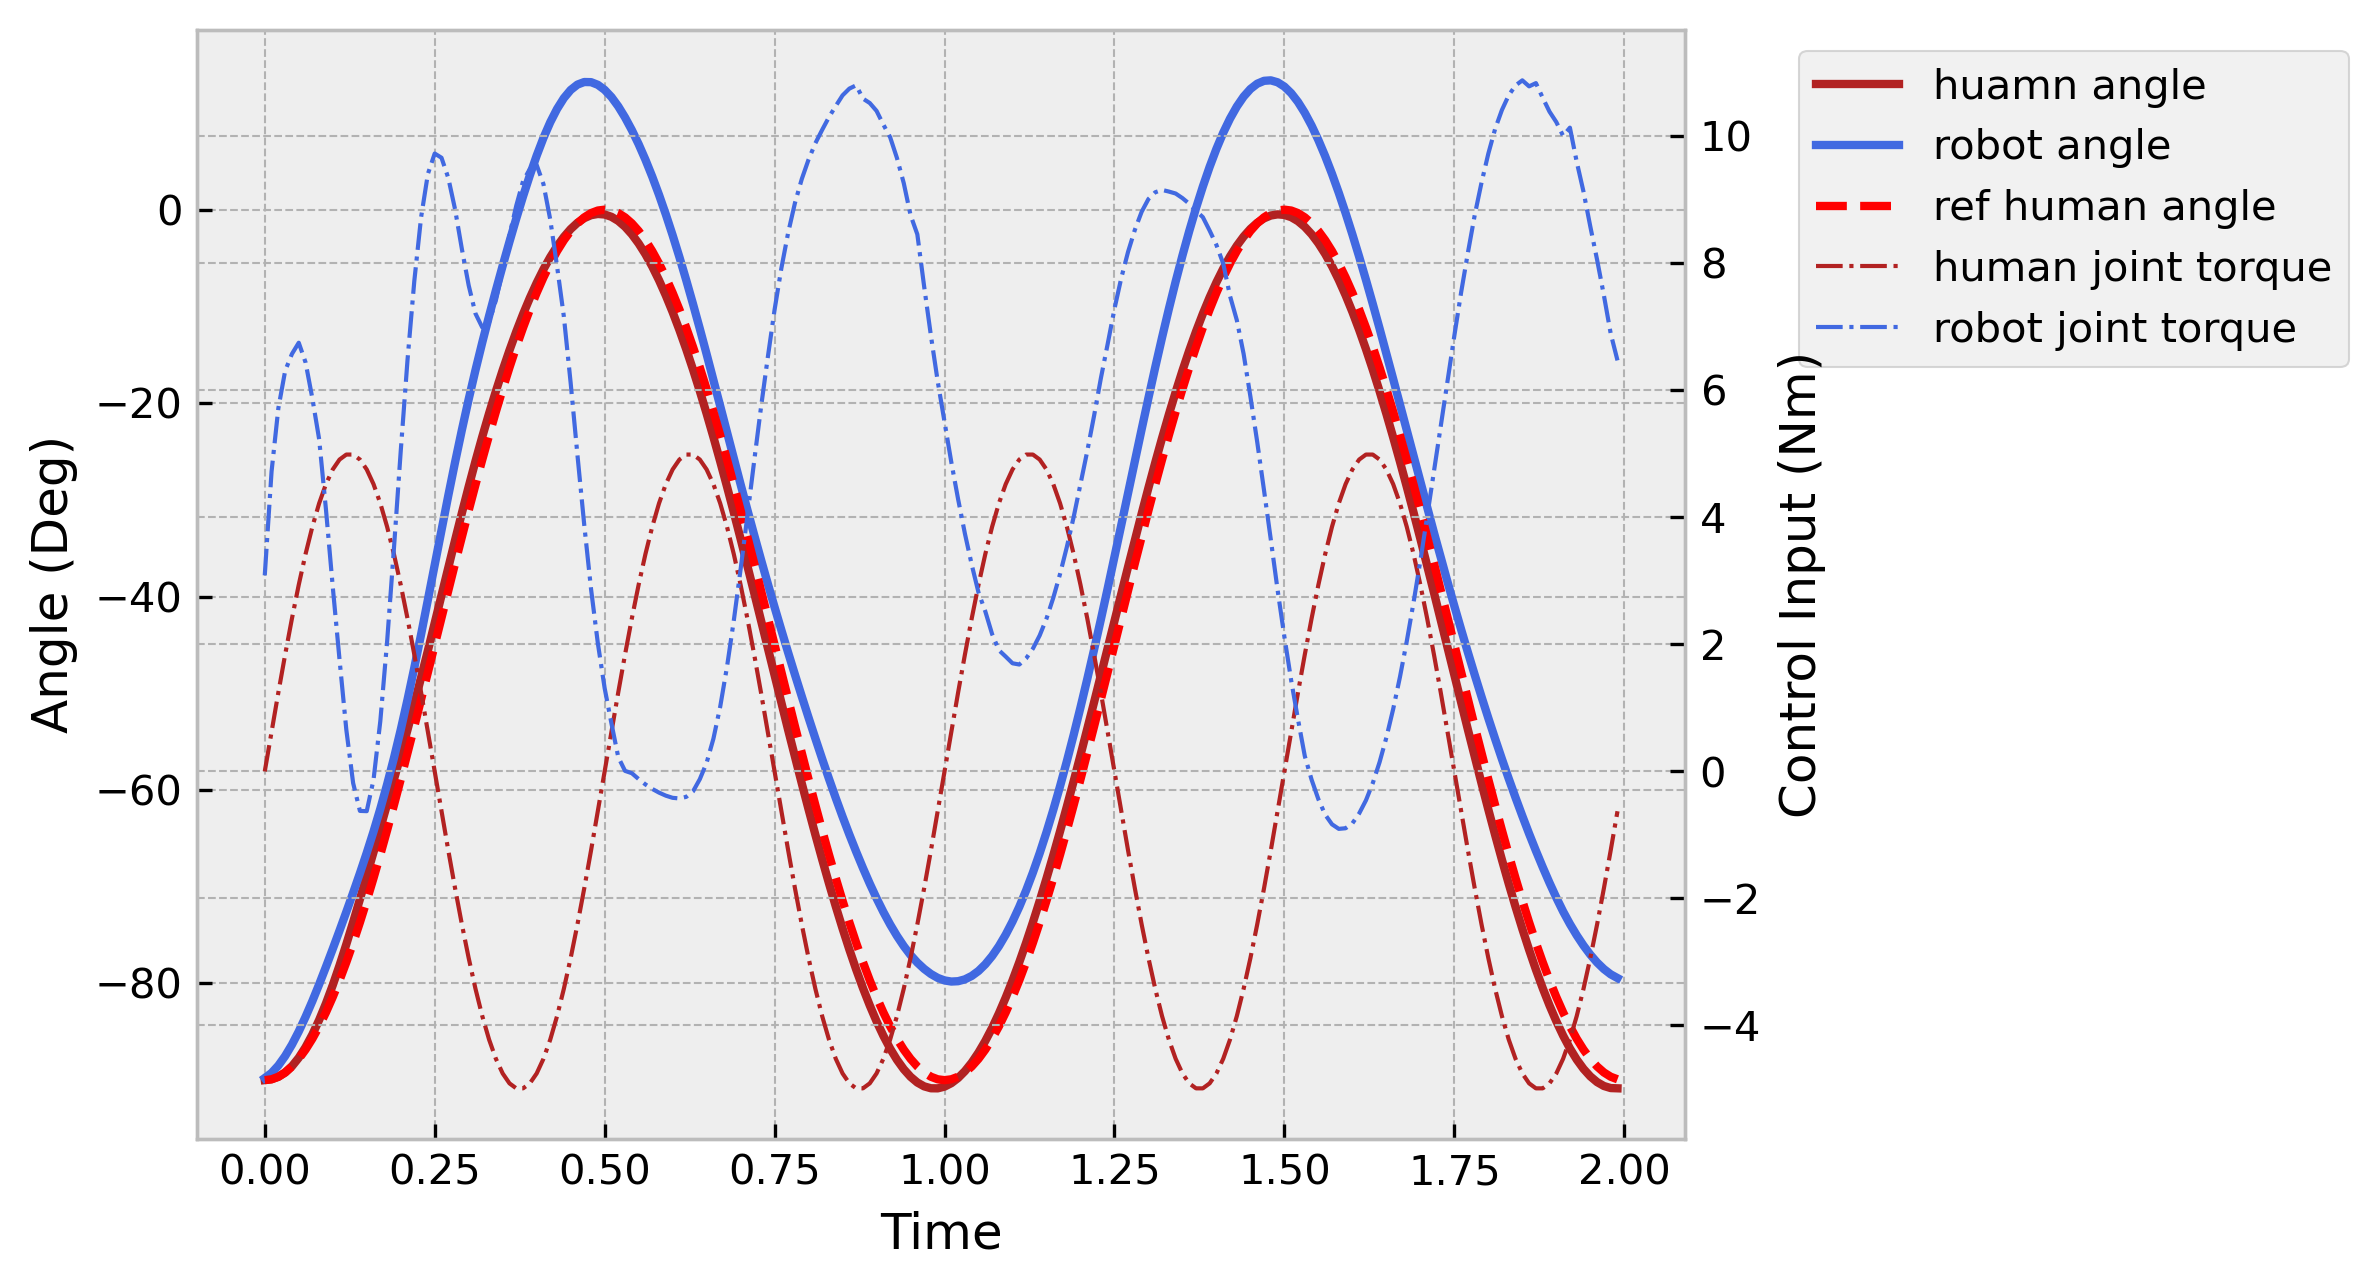 huamn angle
robot angle
ref human angle
human joint torque
robot joint torque
Angle (Deg)
0
−20
−40
−60
−80
Control Input (Nm)
10
8
6
4
2
0
−2
−4
0.00 0.25 0.50 0.75 1.00 1.25 1.50 1.75 2.00
Time